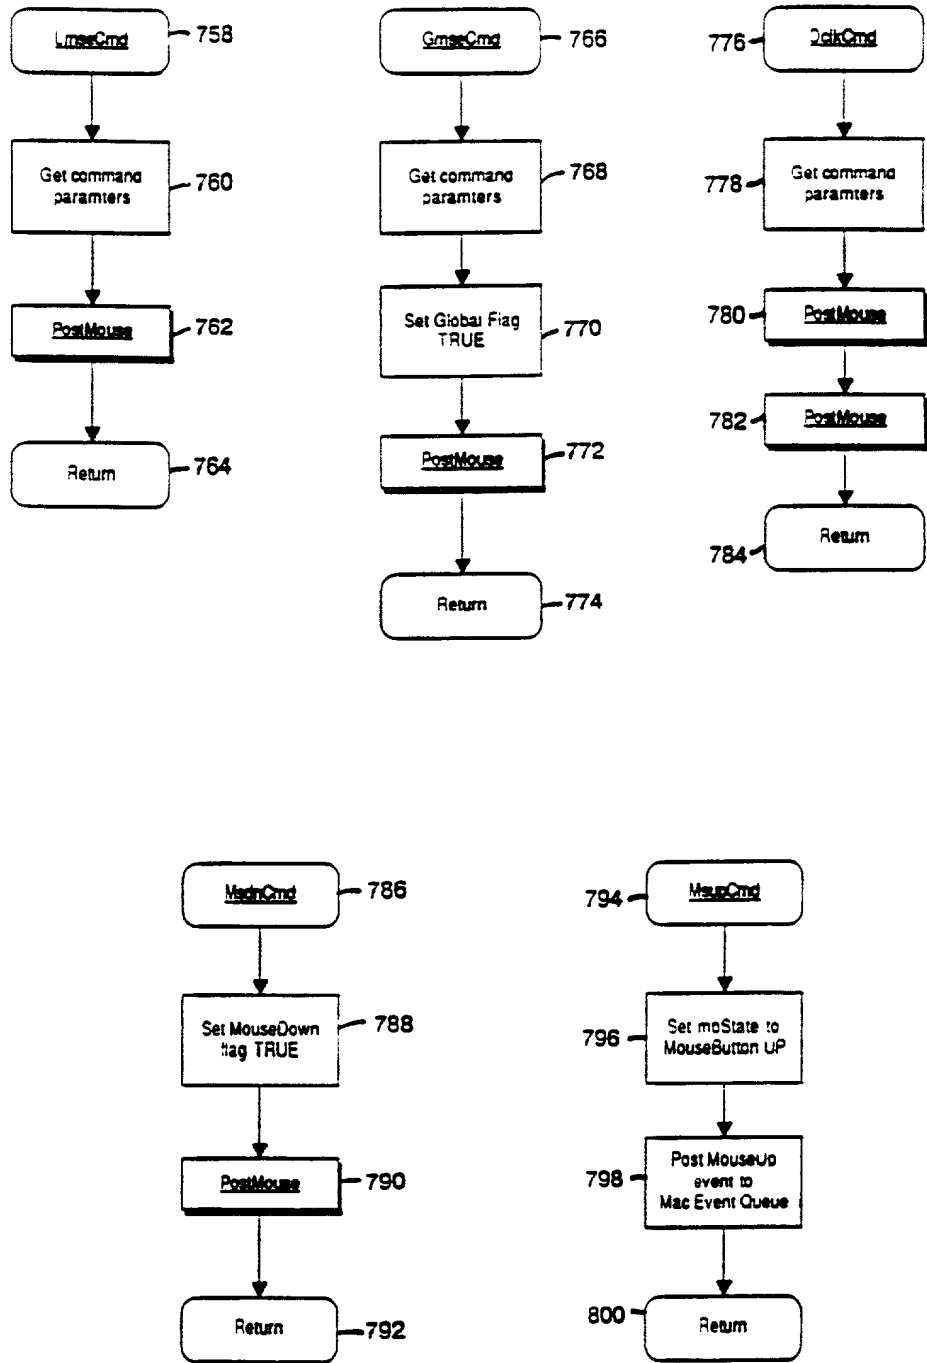 LmseCmd
758
Get command
paramters
760
PostMouse
762
Return
764
GmseCmd
766
Get command
paramters
768
Set Global Flag
TRUE
770
PostMouse
772
Return
774
776
DclkCmd
778
Get command
paramters
780
PostMouse
782
PostMouse
784
Return
MsdnCmd
786
Set MouseDown
flag TRUE
788
PostMouse
790
Return
792
794
MsupCmd
796
Set mbState to
MouseButton UP
798
Post MouseUp
event to
Mac Event Queue
800
Return